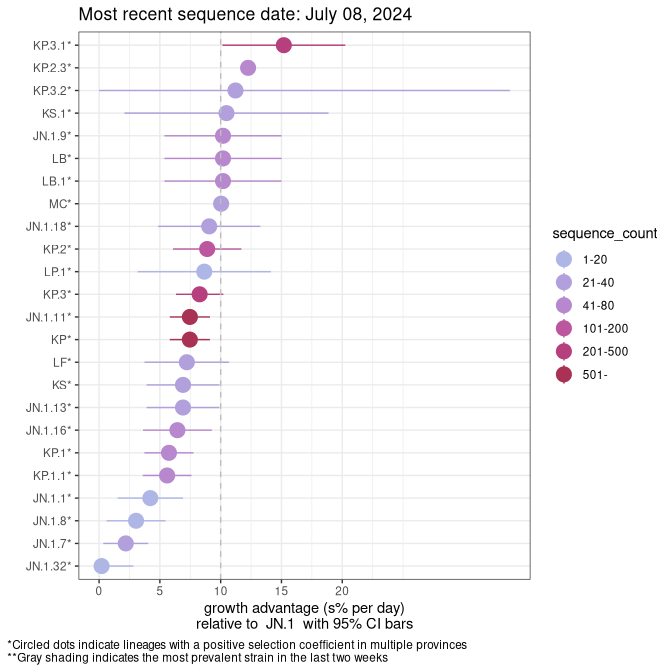 Most recent sequence date: July 08, 2024
KP.3.1*
KP.2.3*
KP.3.2*
KS.1*
JN.1.9*
LB*
LB.1*
MC*
JN.1.18*
KP.2*
LP.1*
KP.3*
JN.1.11*
KP*
LF*
KS*
JN.1.13*
JN.1.16*
KP.1*
KP.1.1*
JN.1.1*
JN.1.8*
JN.1.7*
JN.1.32*
0 5 10 15 20
growth advantage (s% per day)
relative to JN.1 with 95% CI bars
sequence_count
1-20
21-40
41-80
101-200
201-500
501-
*Circled dots indicate lineages with a positive selection coefficient in multiple provinces
**Gray shading indicates the most prevalent strain in the last two weeks